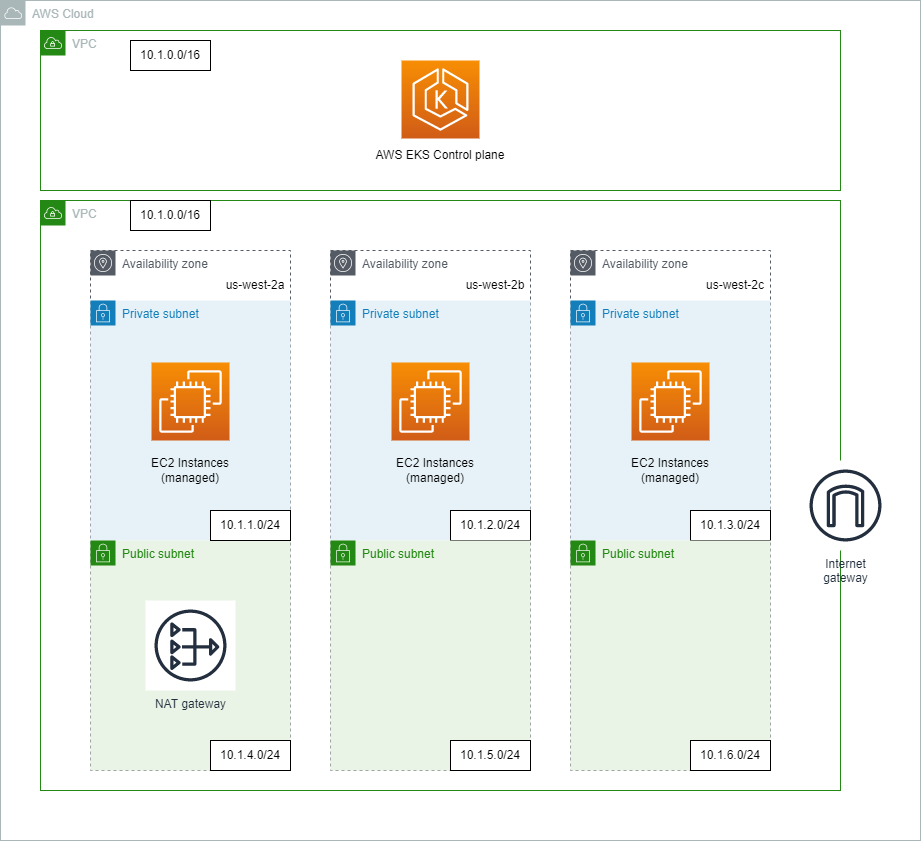 AWS Cloud
VPC
10.1.0.0/16
K
AWS EKS Control plane
VPC
10.1.0.0/16
Availability zone
us-west-2a
Private subnet
EC2 Instances
(managed)
10.1.1.0/24
Public subnet
NAT gateway
10.1.4.0/24
Availability zone
us-west-2b
Private subnet
EC2 Instances
(managed)
10.1.2.0/24
Public subnet
10.1.5.0/24
Availability zone
us-west-2c
Private subnet
EC2 Instances
(managed)
10.1.3.0/24
Public subnet
10.1.6.0/24
Internet
gateway